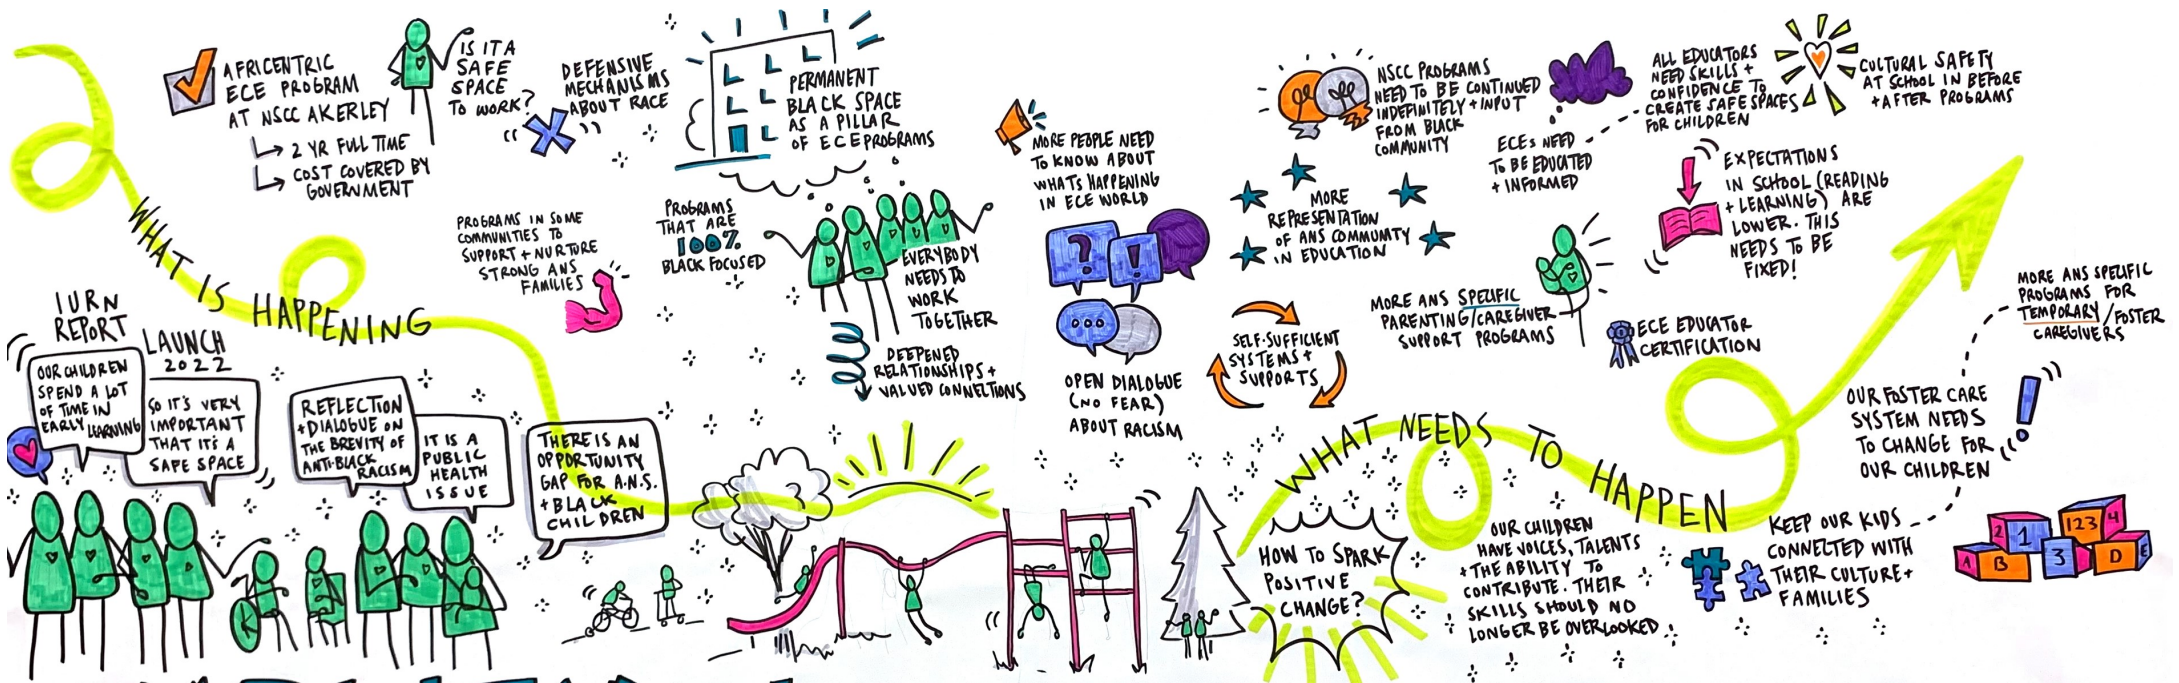 AFRICENTRIC
ECE PROGRAM
AT NSCC AKERLEY
2 YR FULL TIME
COST COVERED BY
GOVERNMENT
IS IT A
SAFE
SPACE
TO WORK?
DEFENSIVE
MECHANISMS
ABOUT RACE
PERMANENT
BLACK SPACE
AS A PILLAR
OF ECE PROGRAMS
WHAT IS HAPPENING
PROGRAMS IN SOME
COMMUNITIES TO
SUPPORT + NURTURE
STRONG ANS
FAMILIES
PROGRAMS
THAT ARE
100%
BLACK FOCUSED
EVERYBODY
NEEDS TO
WORK
TOGETHER
DEEPENED
RELATIONSHIPS +
VALUED CONNECTIONS
IURN
REPORT
LAUNCH
2022
OUR CHILDREN
SPEND A LOT
OF TIME IN
EARLY LEARNING
SO IT'S VERY
IMPORTANT
THAT IT'S A
SAFE SPACE
REFLECTION
+ DIALOGUE ON
THE BREVITY OF
ANTI-BLACK
RACISM
IT IS A
PUBLIC
HEALTH
ISSUE
THERE IS AN
OPPORTUNITY
GAP FOR A.N.S.
+ BLACK
CHILDREN
MORE PEOPLE NEED
TO KNOW ABOUT
WHATS HAPPENING
IN ECE WORLD
? !
OPEN DIALOGUE
(NO FEAR)
ABOUT RACISM
NSCC PROGRAMS
NEED TO BE CONTINUED
INDEFINITELY + INPUT
FROM BLACK
COMMUNITY
MORE
REPRESENTATION
OF ANS COMMUNITY
IN EDUCATION
SELF-SUFFICIENT
SYSTEMS +
SUPPORTS
ECEs NEED
TO BE EDUCATED
+ INFORMED
ALL EDUCATORS
NEED SKILLS +
CONFIDENCE TO
CREATE SAFE SPACES
FOR CHILDREN
CULTURAL SAFETY
AT SCHOOL IN BEFORE
+ AFTER PROGRAMS
EXPECTATIONS
IN SCHOOL (READING
+ LEARNING) ARE
LOWER. THIS
NEEDS TO BE
FIXED!
MORE ANS SPECIFIC
PARENTING/CAREGIVER
SUPPORT PROGRAMS
ECE EDUCATOR
CERTIFICATION
WHAT NEEDS TO HAPPEN
HOW TO SPARK
POSITIVE
CHANGE?
OUR CHILDREN
HAVE VOICES, TALENTS
+ THE ABILITY TO
CONTRIBUTE. THEIR
SKILLS SHOULD NO
LONGER BE OVERLOOKED
KEEP OUR KIDS
CONNECTED WITH
THEIR CULTURE +
FAMILIES
OUR FOSTER CARE
SYSTEM NEEDS
TO CHANGE FOR
OUR CHILDREN
!
MORE ANS SPECIFIC
PROGRAMS FOR
TEMPORARY/FOSTER
CAREGIVERS
2 1 123 4
A B 3 D E